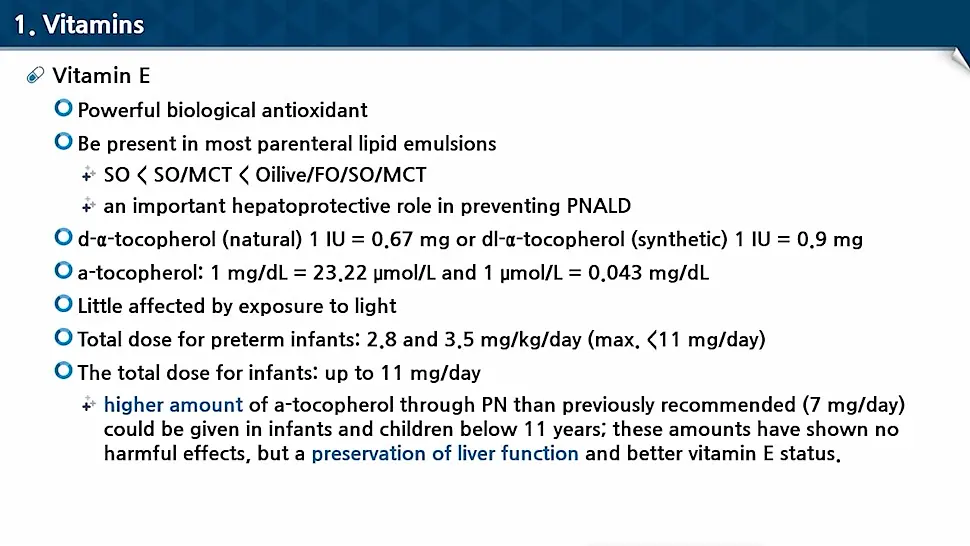 1. Vitamins
Vitamin E
Powerful biological antioxidant
Be present in most parenteral lipid emulsions
SO < SO/MCT < Oilive/FO/SO/MCT
an important hepatoprotective role in preventing PNALD
d-α-tocopherol (natural) 1 IU = 0.67 mg or dl-α-tocopherol (synthetic) 1 IU = 0.9 mg
a-tocopherol: 1 mg/dL = 23.22 μmol/L and 1 μmol/L = 0.043 mg/dL
Little affected by exposure to light
Total dose for preterm infants: 2.8 and 3.5 mg/kg/day (max. <11 mg/day)
The total dose for infants: up to 11 mg/day
higher amount of a-tocopherol through PN than previously recommended (7 mg/day)
could be given in infants and children below 11 years; these amounts have shown no
harmful effects, but a preservation of liver function and better vitamin E status.